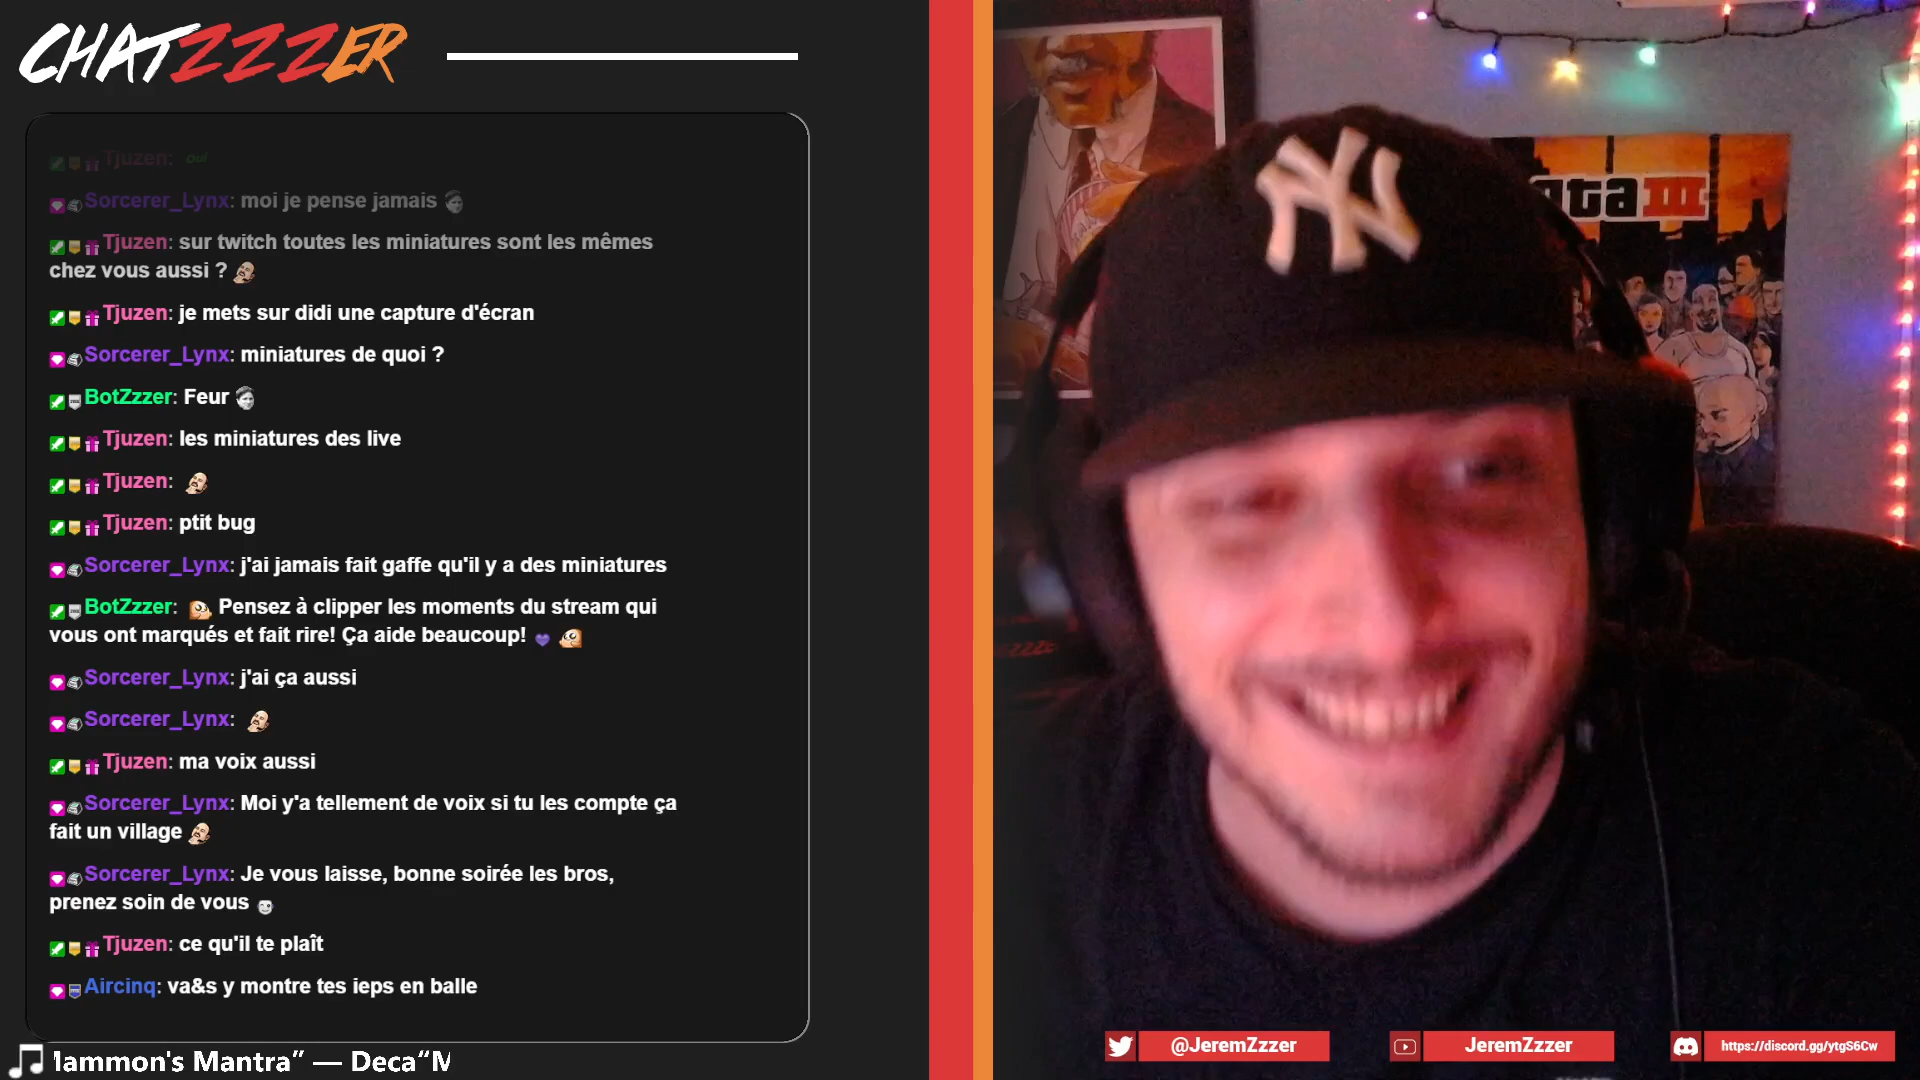 CHATZZZER
Tjuzen: Oui
Sorcerer_Lynx: moi je pense jamais
Tjuzen: sur twitch toutes les miniatures sont les mêmes
chez vous aussi ?
Tjuzen: je mets sur didi une capture d'écran
Sorcerer_Lynx: miniatures de quoi ?
BotZzzer: Feur
Tjuzen: les miniatures des live
Tjuzen:
Tjuzen: ptit bug
Sorcerer_Lynx: j'ai jamais fait gaffe qu'il y a des miniatures
BotZzzer: Pensez à clipper les moments du stream qui
vous ont marqués et fait rire! Ça aide beaucoup!
Sorcerer_Lynx: j'ai ça aussi
Sorcerer_Lynx:
Tjuzen: ma voix aussi
Sorcerer_Lynx: Moi y'a tellement de voix si tu les compte ça
fait un village
Sorcerer_Lynx: Je vous laisse, bonne soirée les bros,
prenez soin de vous
Tjuzen: ce qu'il te plaît
Aircinq: va&s y montre tes ieps en balle
lammon's Mantra” — Deca“M
NY
gta III
@JeremZzzer
JeremZzzer
https://discord.gg/ytgS6Cw